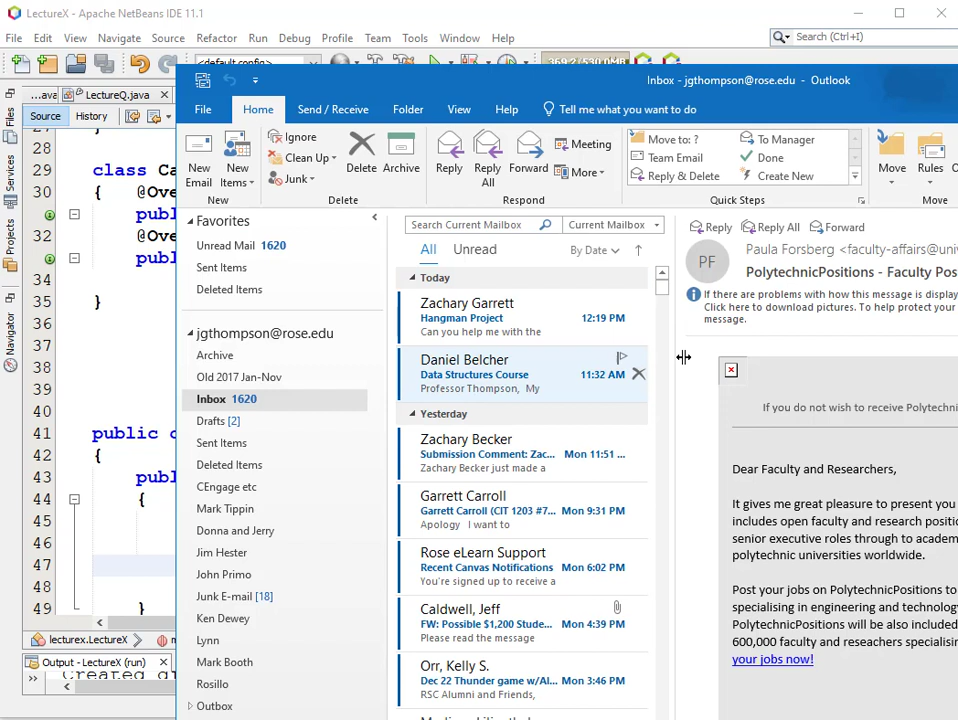 LectureX - Apache NetBeans IDE 11.1
File Edit View Navigate Source Refactor Run Debug Profile Team Tools Window Help
Search (Ctrl+I)
<default config>
Inbox - jgthompson@rose.edu - Outlook
...ava LectureQ.java
Source History
File Home Send / Receive Folder View Help Tell me what you want to do
New Email
New Items
Ignore
Clean Up
Junk
Delete
Archive
Reply
Reply All
Forward
Meeting
More
Move to: ?
Team Email
Reply & Delete
To Manager
Done
Create New
Move
Rules
New Delete Respond Quick Steps Move
Files
Services
Projects
Navigator
28
29 class Ca
30 { @Ove
publ
32 @Ove
publ
34
35 }
36
37
38
39
40
41 public c
42 {
43 publ
44 {
45
46
47
48
49 }
lecturex.LectureX
Output - LectureX (run)
Favorites
Unread Mail 1620
Sent Items
Deleted Items
jgthompson@rose.edu
Archive
Old 2017 Jan-Nov
Inbox 1620
Drafts [2]
Sent Items
Deleted Items
CEngage etc
Mark Tippin
Donna and Jerry
Jim Hester
John Primo
Junk E-mail [18]
Ken Dewey
Lynn
Mark Booth
Rosillo
Outbox
Search Current Mailbox Current Mailbox
All Unread By Date
Today
Zachary Garrett
Hangman Project 12:19 PM
Can you help me with the
Daniel Belcher
Data Structures Course 11:32 AM
Professor Thompson, My
Yesterday
Zachary Becker
Submission Comment: Zac... Mon 11:51 ...
Zachary Becker just made a
Garrett Carroll
Garrett Carroll (CIT 1203 #7... Mon 9:31 PM
Apology I want to
Rose eLearn Support
Recent Canvas Notifications Mon 6:02 PM
You're signed up to receive a
Caldwell, Jeff
FW: Possible $1,200 Stude... Mon 4:39 PM
Please read the message
Orr, Kelly S.
Dec 22 Thunder game w/Al... Mon 3:46 PM
RSC Alumni and Friends,
Reply Reply All Forward
PF
Paula Forsberg <faculty-affairs@uni
PolytechnicPositions - Faculty Pos
If there are problems with how this message is display
Click here to download pictures. To help protect your
message.
If you do not wish to receive Polytechni
Dear Faculty and Researchers,
It gives me great pleasure to present you
includes open faculty and research positi
senior executive roles through to academ
polytechnic universities worldwide.
Post your jobs on PolytechnicPositions to
specialising in engineering and technology
PolytechnicPositions will be also included
600,000 faculty and reseachers specialisin
your jobs now!